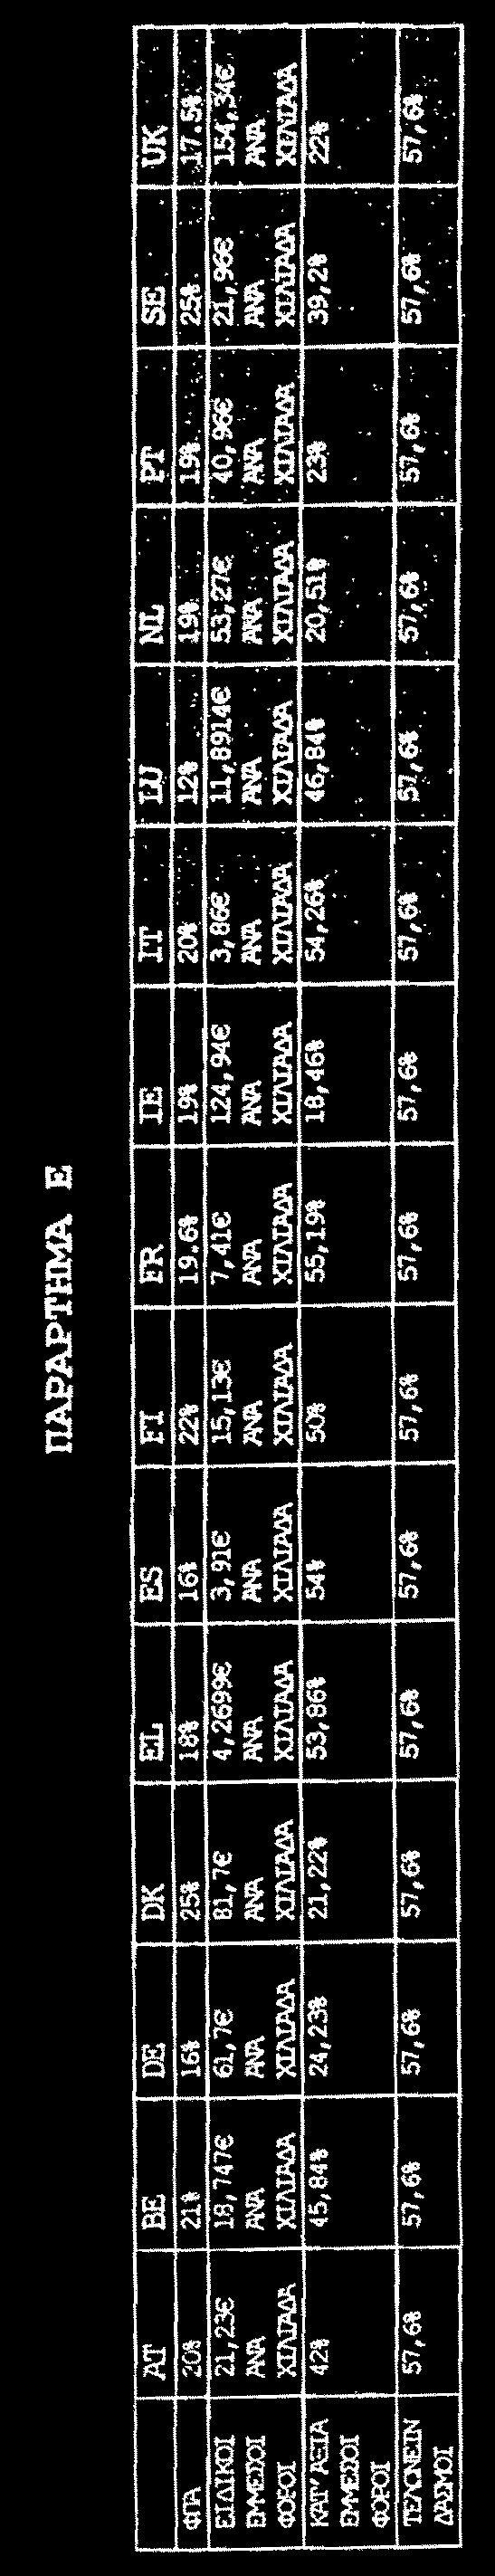 ΠΑΡΑΡΤΗΜΑ Ε
AT BE DE DK EL ES FI FR IE IT LU NL PT SE UK
ΦΠΑ 20% 21% 16% 25% 18% 16% 22% 19.6% 19% 20% 12% 19% 19% 25% 17.5%
ΕΙΔΙΚΟΙ 21,23€ 18,747€ 61,7€ 81,7€ 4,2699€ 3,91€ 15,13€ 7,41€ 124,94€ 3,86€ 11,8914€ 53,27€ 40,96€ 21,96€ 154,34€
ΕΜΜΕΣΟΙ ΑΝΑ ΑΝΑ ΑΝΑ ΑΝΑ ΑΝΑ ΑΝΑ ΑΝΑ ΑΝΑ ΑΝΑ ΑΝΑ ΑΝΑ ΑΝΑ ΑΝΑ ΑΝΑ ΑΝΑ
ΦΟΡΟΙ ΧΙΛΙΑΔΑ ΧΙΛΙΑΔΑ ΧΙΛΙΑΔΑ ΧΙΛΙΑΔΑ ΧΙΛΙΑΔΑ ΧΙΛΙΑΔΑ ΧΙΛΙΑΔΑ ΧΙΛΙΑΔΑ ΧΙΛΙΑΔΑ ΧΙΛΙΑΔΑ ΧΙΛΙΑΔΑ ΧΙΛΙΑΔΑ ΧΙΛΙΑΔΑ ΧΙΛΙΑΔΑ ΧΙΛΙΑΔΑ
ΚΑΤ' ΑΞΙΑ 42% 45,84% 24,23% 21,22% 53,86% 54% 50% 55,19% 18,46% 54,26% 46,84% 20,51% 23% 39,2% 22%
ΕΜΜΕΣΟΙ
ΦΟΡΟΙ
ΤΕΛΩΝΕΙΝ 57,6% 57,6% 57,6% 57,6% 57,6% 57,6% 57,6% 57,6% 57,6% 57,6% 57,6% 57,6% 57,6% 57,6% 57,6%
ΔΑΣΜΟΙ